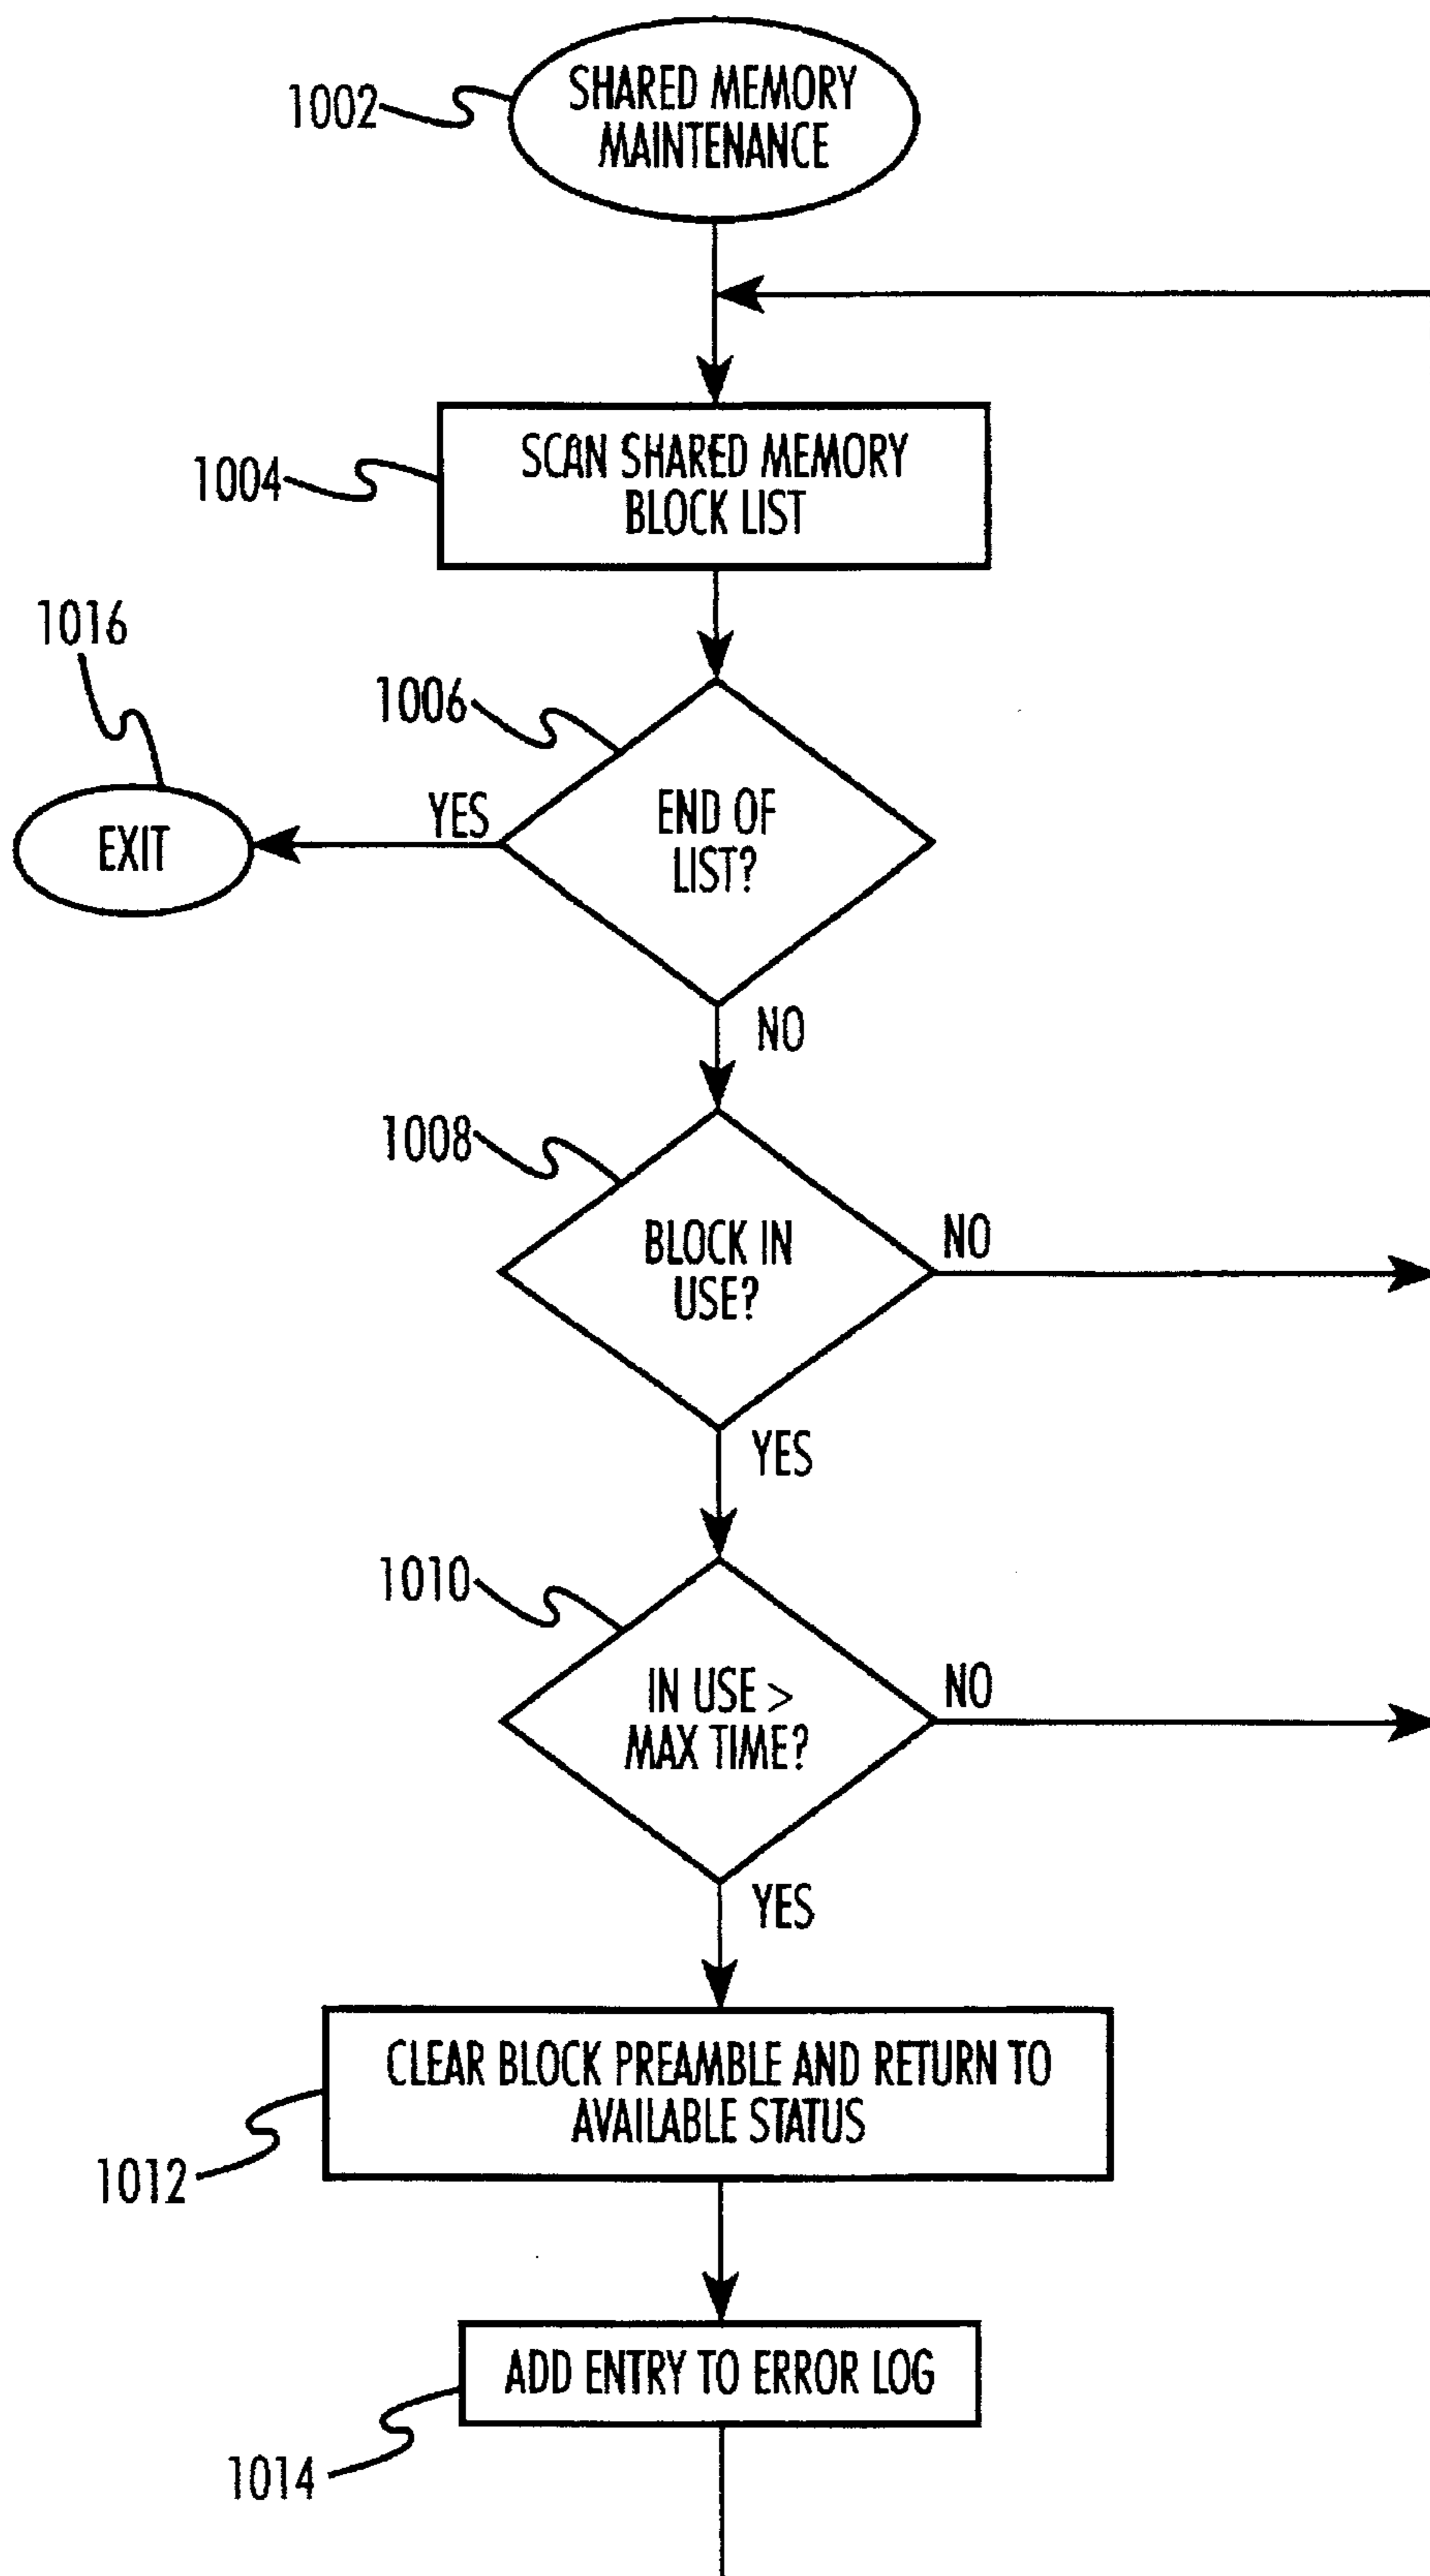 1002
SHARED MEMORY
MAINTENANCE
1004
SCAN SHARED MEMORY
BLOCK LIST
1016
1006
EXIT
YES
END OF
LIST?
NO
1008
BLOCK IN
USE?
NO
YES
1010
IN USE >
MAX TIME?
NO
YES
CLEAR BLOCK PREAMBLE AND RETURN TO
AVAILABLE STATUS
1012
ADD ENTRY TO ERROR LOG
1014